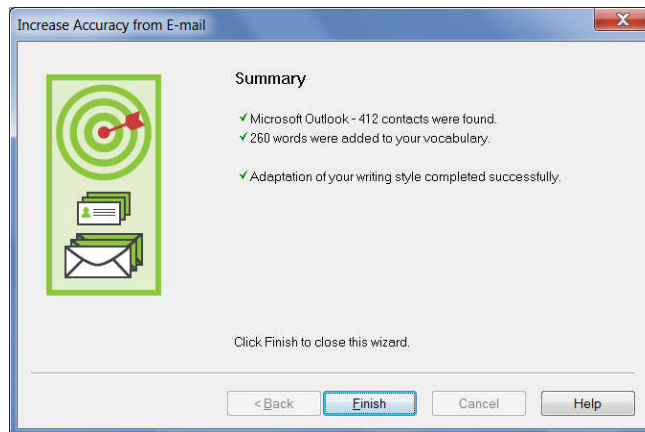 Increase Accuracy from E-mail
Summary
Microsoft Outlook - 412 contacts were found.
260 words were added to your vocabulary.
Adaptation of your writing style completed successfully.
Click Finish to close this wizard.
< Back Finish Cancel Help